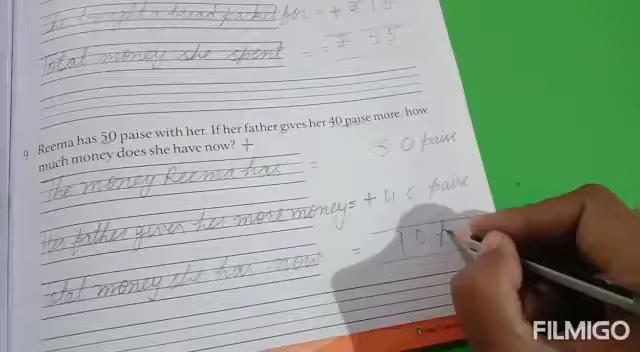 Total money she spent = = ₹ 55
9. Reema has 50 paise with her. If her father gives her 40 paise more, how
much money does she have now? +
The money Reema has = 50 paise
Her father gives her more money = + 40 paise
Total money she has now =
FILMIGO